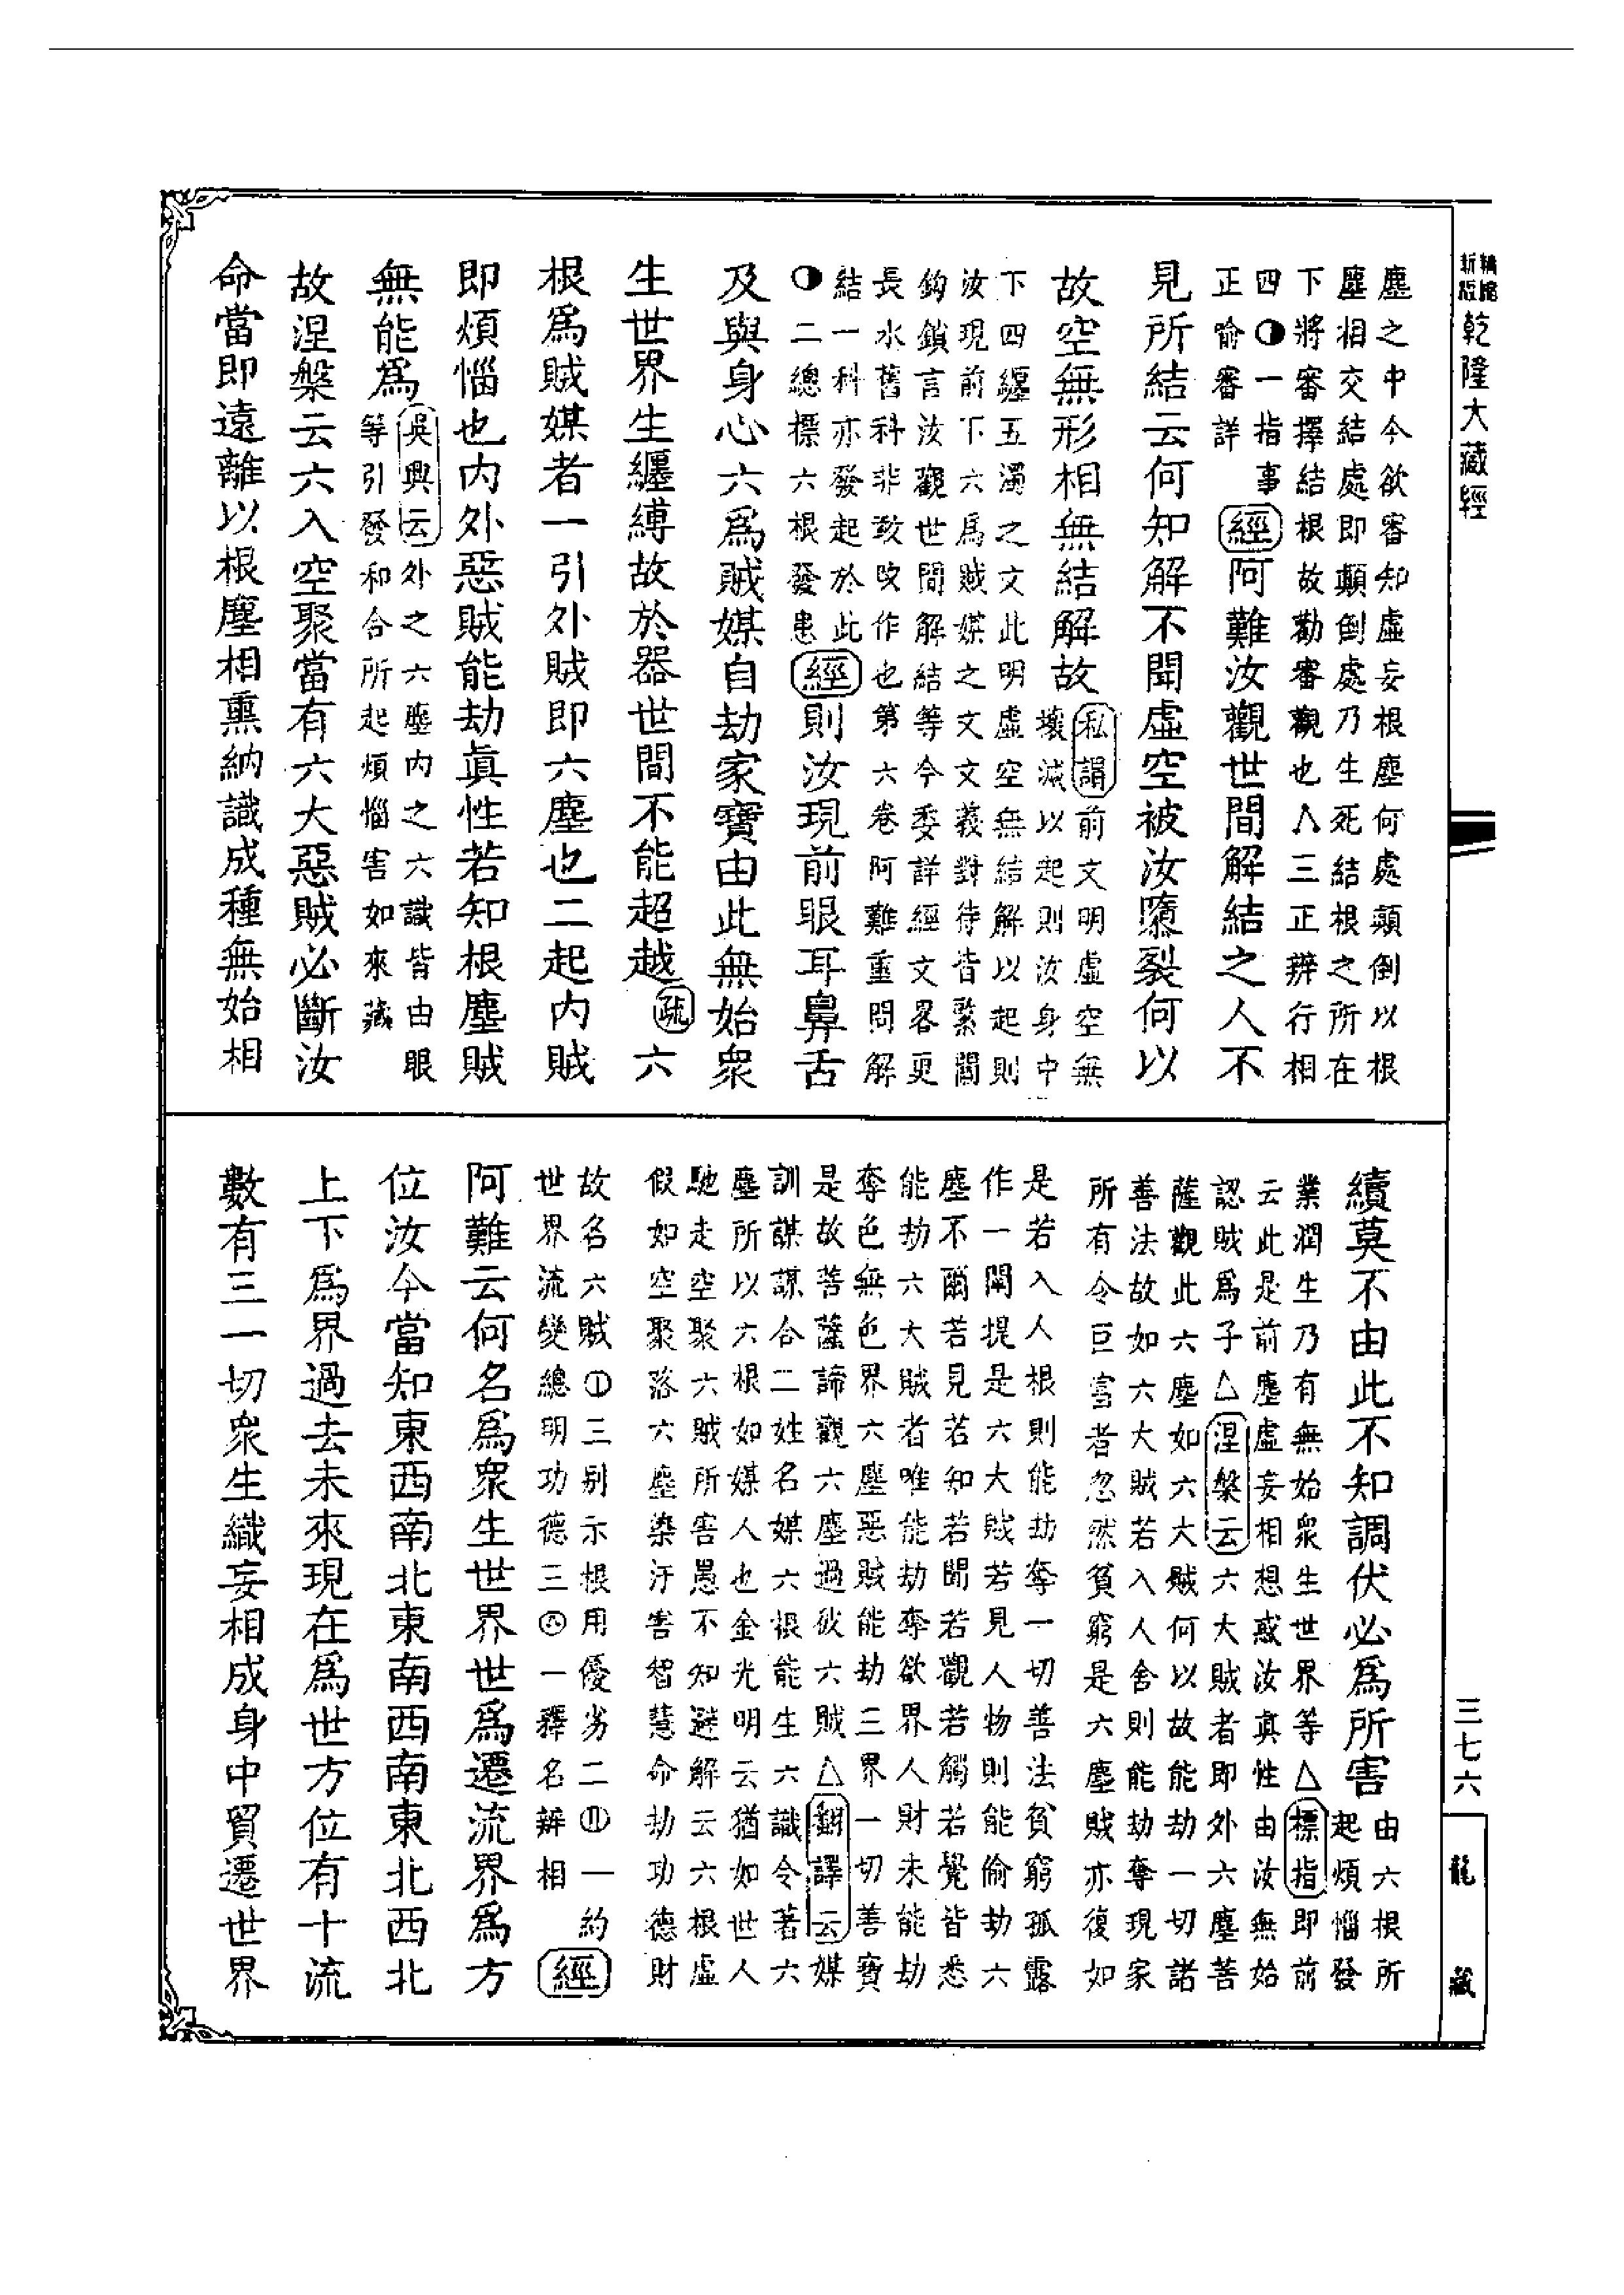 新版
乾隆大藏經
塵之中今欲審知虛妄根塵何處顛倒以根
塵相交結處即顛倒處乃生死結根之所在
下將審擇結根故勸審觀也入三正辨行相
四◑一指事
正喻審詳
經阿難汝觀世間解結之人不
見所結云何知解不聞虛空被汝隳裂何以
故空無形相無結解故
私謂前文明虛空無
壞滅以起則汝身中
下四纏五濁之文此明虛空無結解以起則
汝現前下六為賊媒之文文義對待皆繫關
鈎鎖言汝觀世間解結等今委詳經文畧更
長水舊科非敢改作也第六卷阿難重問解
結一科亦發起於此
◑二總標六根發患
經則汝現前眼耳鼻舌
及與身心六為賊媒自劫家寶由此無始衆
生世界生纏縛故於器世間不能超越疏六
根為賊媒者一引外賊即六塵也二起內賊
即煩惱也內外惡賊能劫眞性若知根塵賊
無能為
吳興云外之六塵內之六識皆由眼
等引發和合所起煩惱害如來藏
故涅槃云六入空聚當有六大惡賊必斷汝
命當即遠離以根塵相熏納識成種無始相
續莫不由此不知調伏必為所害
由六根所
起煩惱發
業潤生乃有無始衆生世界等△標指即前
云此是前塵虛妄相想惑汝眞性由汝無始
認賊為子△涅槃云六大賊者即外六塵菩
薩觀此六塵如六大賊何以故能劫一切諸
善法故如六大賊若入人舍則能劫奪現家
所有令巨富者忽然貧窮是六塵賊亦復如
是若入人根則能劫奪一切善法貧窮孤露
作一闡提是六大賊若見人物則能偷劫六
塵不爾若見若知若聞若觀若觸若覺皆悉
能劫六大賊者唯能劫奪欲界人財未能劫
奪色無色界六塵惡賊能劫三界一切善寶
是故菩薩諦觀六塵過彼六賊△翻譯云媒
訓謀謀合二姓名媒六根能生六識令著六
塵所以六根如媒人也金光明云猶如世人
馳走空聚六賊所害愚不知避解云六根虛
假如空聚落六塵染汙害智慧命劫功德財
故名六賊①三別示根用優劣二⑪一約
世界流變總明功德三㊅一釋名辨相
經
阿難云何名為衆生世界世為遷流界為方
位汝今當知東西南北東南西南東北西北
上下為界過去未來現在為世方位有十流
數有三一切衆生織妄相成身中貿遷世界
三七六
龍
藏